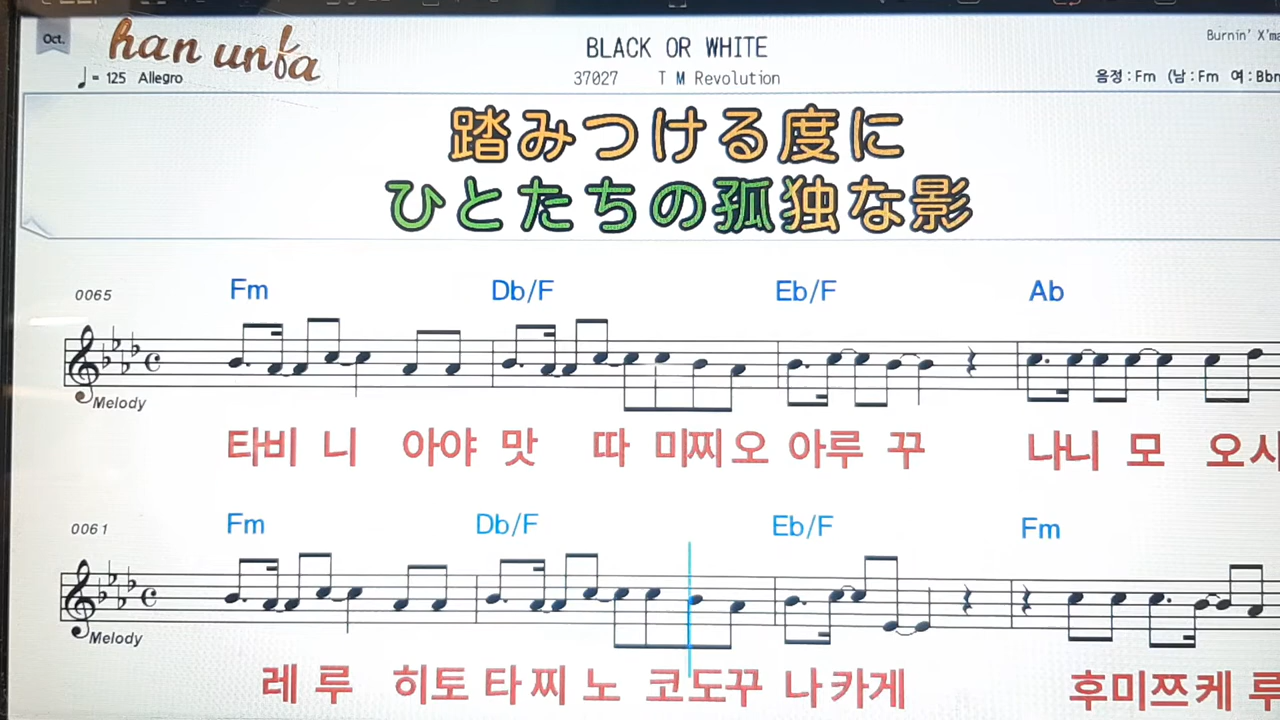 Oct.
han unfa
BLACK OR WHITE
Burnin' X'ma
♩= 125 Allegro
37027 T M Revolution
음정:Fm (남:Fm 여:Bbm
踏みつける度に
ひとたちの孤独な影
0065
Fm Db/F Eb/F Ab
Melody
타비 니 아야 맛 따 미찌오 아루 꾸 나니 모 오시
0061
Fm Db/F Eb/F Fm
Melody
레 루 히토 타찌 노 코도꾸 나카게 후미쯔케 루